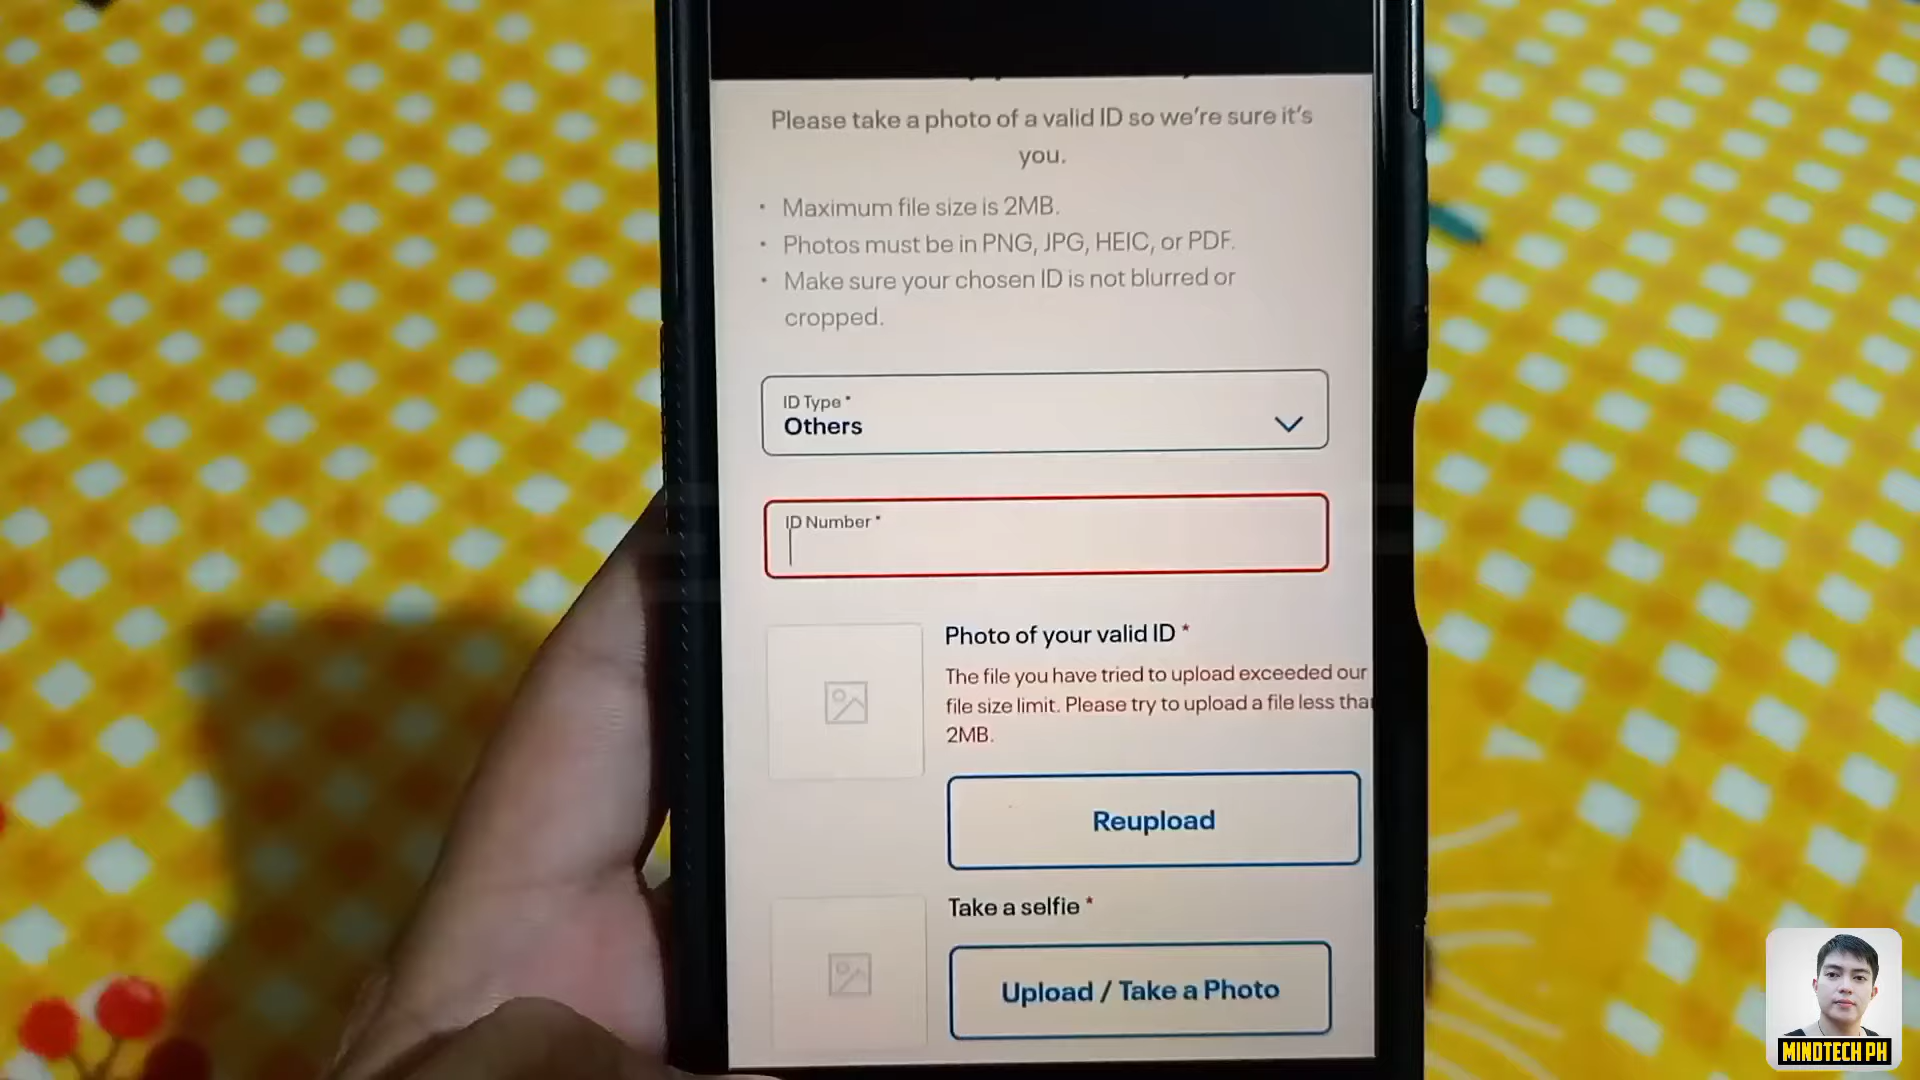 Please take a photo of a valid ID so we're sure it's
you.
• Maximum file size is 2MB.
• Photos must be in PNG, JPG, HEIC, or PDF.
• Make sure your chosen ID is not blurred or
cropped.
ID Type *
Others
ID Number *
Photo of your valid ID *
The file you have tried to upload exceeded our
file size limit. Please try to upload a file less than
2MB.
Reupload
Take a selfie *
Upload / Take a Photo
MINDTECH PH